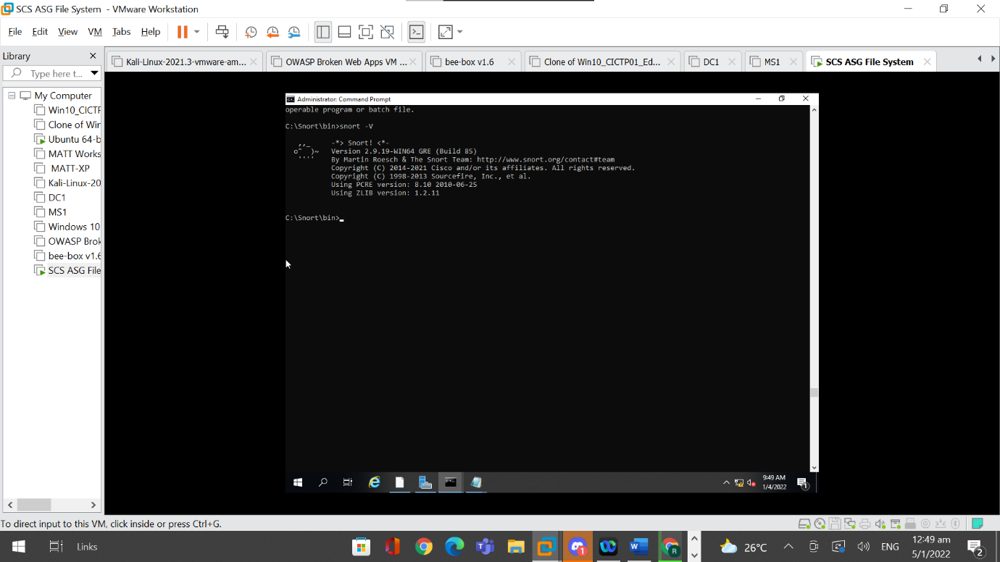 SCS ASG File System - VMware Workstation
File Edit View VM Tabs Help
Library
Type here t...
Kali-Linux-2021.3-vmware-am...
OWASP Broken Web Apps VM ...
bee-box v1.6
Clone of Win10_CICTP01_Ed...
DC1
MS1
SCS ASG File System
My Computer
Win10_CICTF
Clone of Wir
Ubuntu 64-b
MATT Works
MATT-XP
Kali-Linux-20
DC1
MS1
Windows 10
OWASP Brok
bee-box v1.6
SCS ASG File
Administrator: Command Prompt
operable program or batch file.
C:\Snort\bin>snort -V
,,_ -*> Snort! <*-
o"  )~ Version 2.9.19-WIN64 GRE (Build 85)
'''' By Martin Roesch & The Snort Team: http://www.snort.org/contact#team
Copyright (C) 2014-2021 Cisco and/or its affiliates. All rights reserved.
Copyright (C) 1998-2013 Sourcefire, Inc., et al.
Using PCRE version: 8.10 2010-06-25
Using ZLIB version: 1.2.11
C:\Snort\bin>_
9:49 AM
1/4/2022
1
To direct input to this VM, click inside or press Ctrl+G.
Links
1
W
R
26°C
ENG
12:49 am
5/1/2022
2